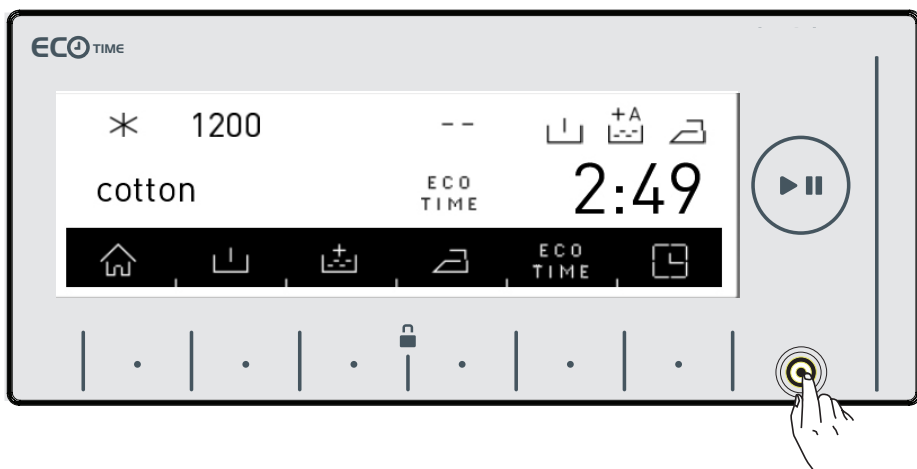 ECO TIME
1200
--
+A
cotton
ECO
TIME
2:49
ECO
TIME